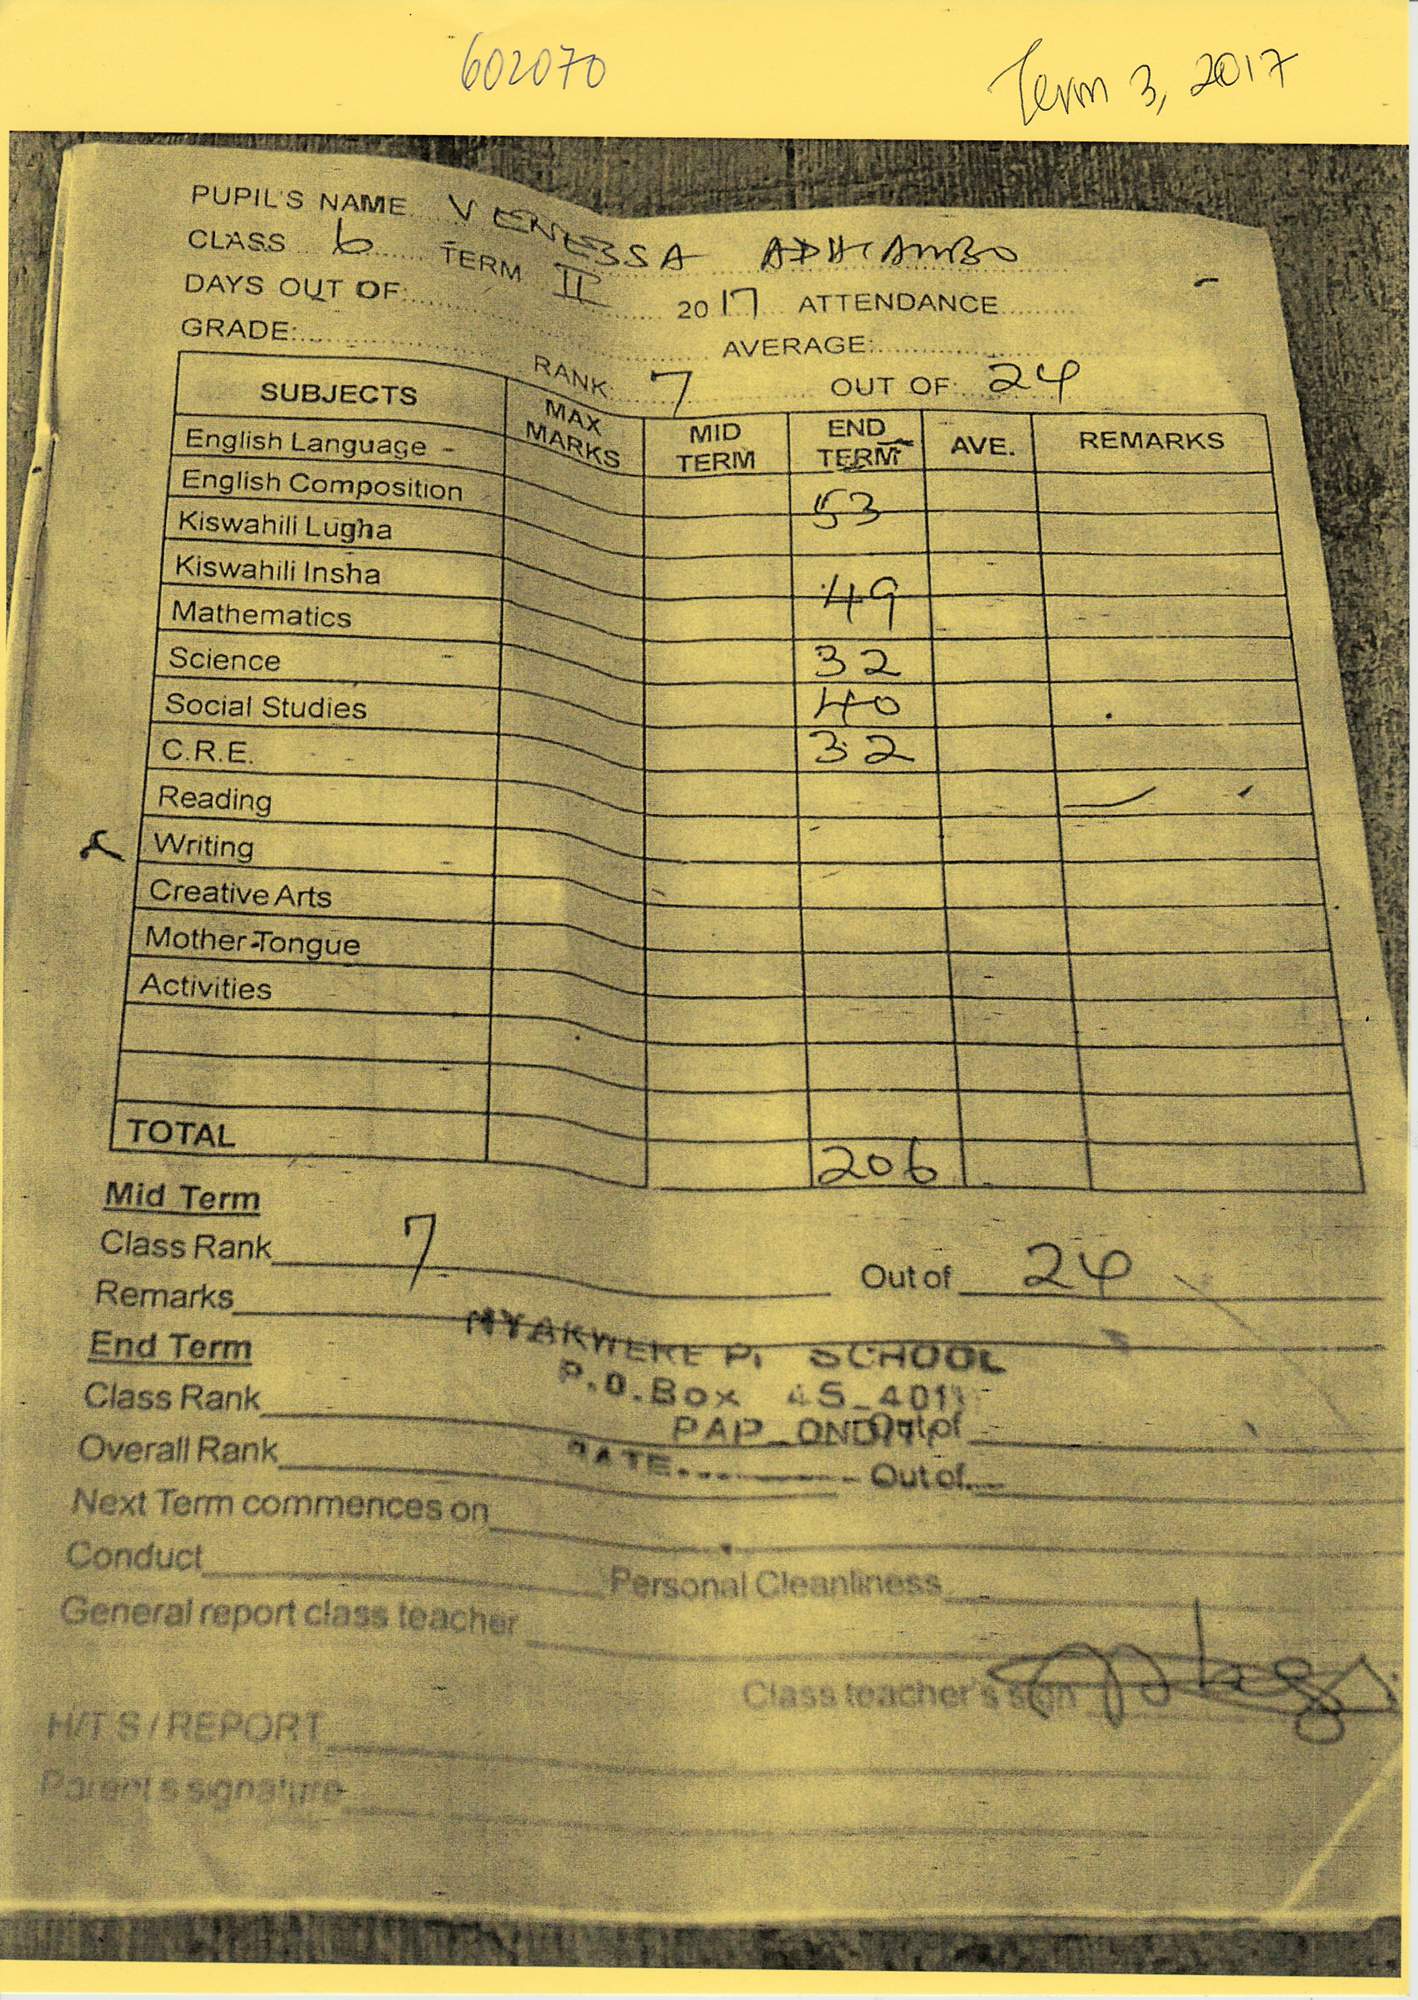 602070
Term 3, 2017
PUPIL'S NAME VENESSA ADHIAMBO
CLASS 6 TERM II 2017 ATTENDANCE
DAYS OUT OF: AVERAGE:
GRADE: RANK: 7 OUT OF: 24
SUBJECTS MAX MARKS MID TERM END TERM AVE. REMARKS
English Language 53
English Composition
Kiswahili Lugha 49
Kiswahili Insha
Mathematics 32
Science 40
Social Studies 32
C.R.E.
Reading
Writing
Creative Arts
Mother-Tongue
Activities
TOTAL 206
Mid Term
Class Rank 7 Out of 24
Remarks
NYAKWERE P. SCHOOL
End Term
P.O.Box 45_401
Class Rank Out of
PAP_ONDITI
Overall Rank Out of
DATE
Next Term commences on
Conduct Personal Cleanliness
General report class teacher
Class teacher's sign
H/T S / REPORT
Parent s signature